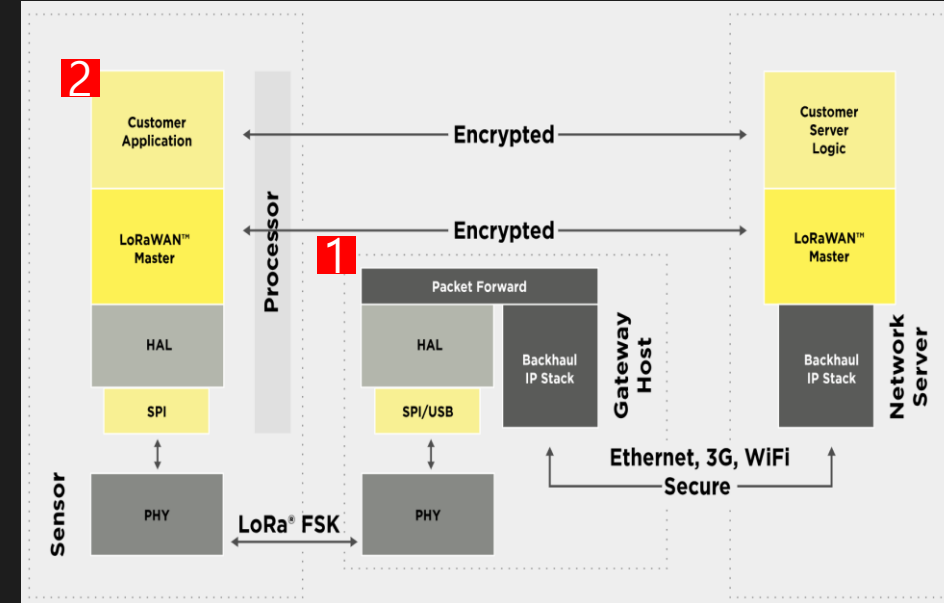 2
Customer
Application
LoRaWAN™
Master
HAL
SPI
PHY
Sensor
Processor
Encrypted
Encrypted
LoRa® FSK
1
Packet Forward
HAL
SPI/USB
PHY
Backhaul
IP Stack
Gateway
Host
Ethernet, 3G, WiFi
Secure
Customer
Server
Logic
LoRaWAN™
Master
Backhaul
IP Stack
Network
Server